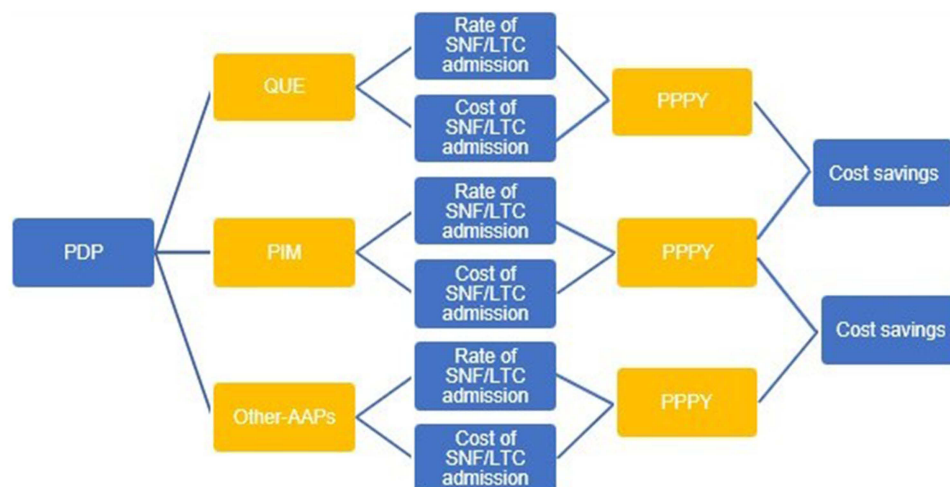 PDP
QUE
Rate of
SNF/LTC
admission
Cost of
SNF/LTC
admission
PPPY
PIM
Rate of
SNF/LTC
admission
Cost of
SNF/LTC
admission
PPPY
Other-AAPs
Rate of
SNF/LTC
admission
Cost of
SNF/LTC
admission
PPPY
Cost savings
Cost savings